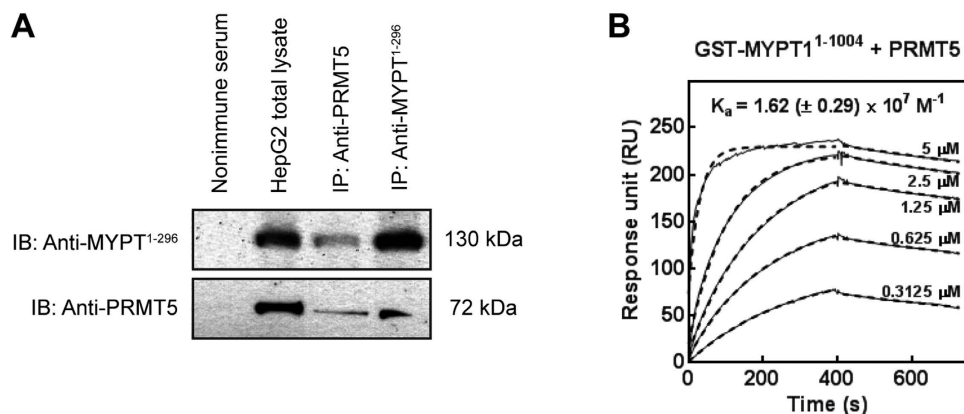 A
Nonimmune serum
HepG2 total lysate
IP: Anti-PRMT5
IP: Anti-MYPT¹⁻²⁹⁶
IB: Anti-MYPT¹⁻²⁹⁶
130 kDa
IB: Anti-PRMT5
72 kDa
B
GST-MYPT1¹⁻¹⁰⁰⁴ + PRMT5
Kₐ = 1.62 (± 0.29) × 10⁷ M⁻¹
Response unit (RU)
250
200
150
100
50
0
5 µM
2.5 µM
1.25 µM
0.625 µM
0.3125 µM
0 200 400 600
Time (s)